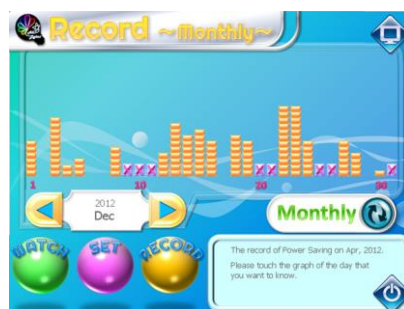 Record ~Monthly~
1 10 20 30
2012
Dec
Monthly
WATCH SET RECORD
The record of Power Saving on Apr, 2012.
Please touch the graph of the day that
you want to know.